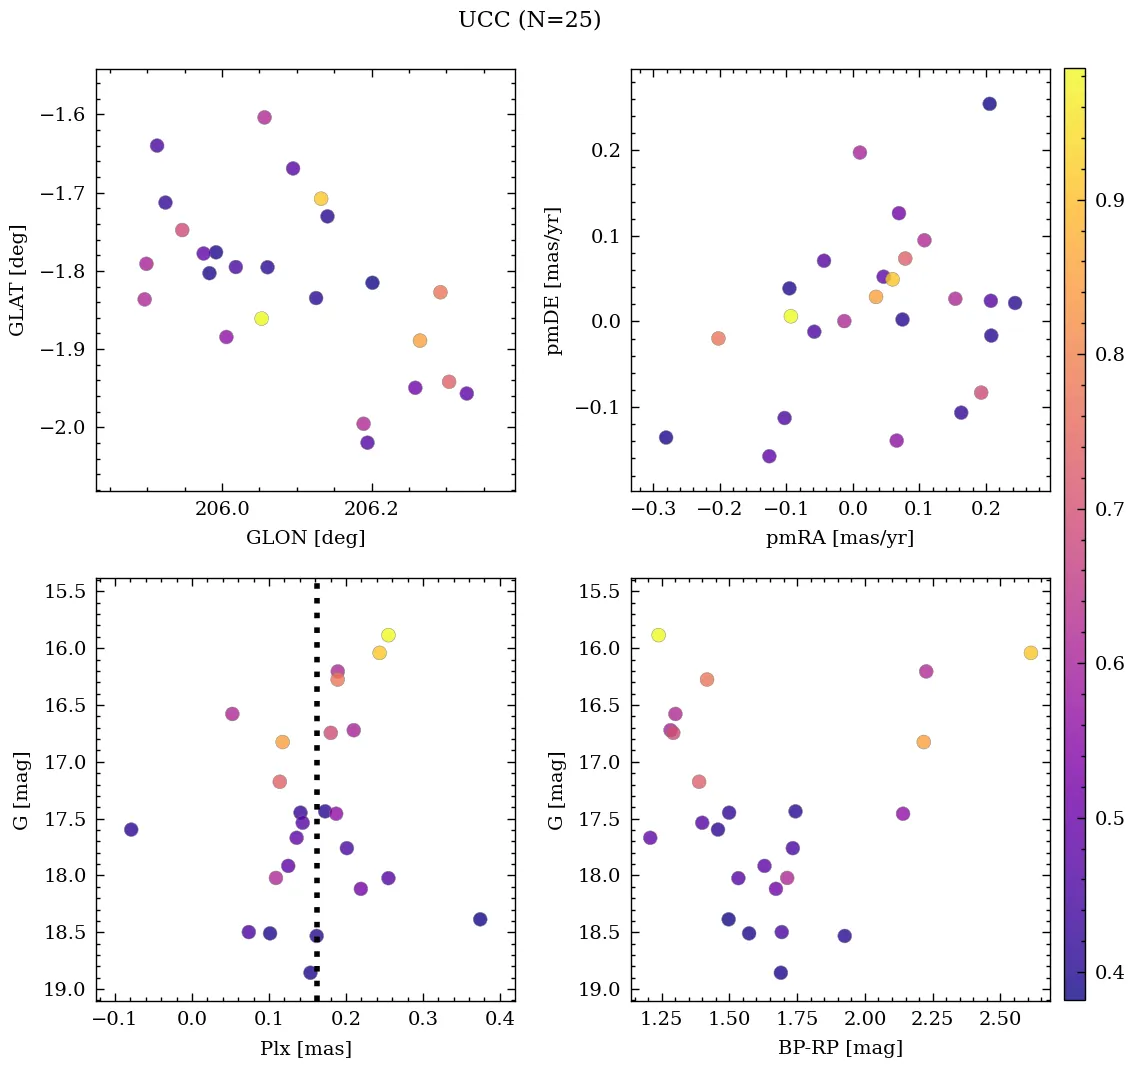 UCC (N=25)
−1.6
−1.7
−1.8
−1.9
−2.0
GLAT [deg]
206.0 206.2
GLON [deg]
0.2
0.1
0.0
−0.1
pmDE [mas/yr]
−0.3 −0.2 −0.1 0.0 0.1 0.2
pmRA [mas/yr]
15.5
16.0
16.5
17.0
17.5
18.0
18.5
19.0
G [mag]
−0.1 0.0 0.1 0.2 0.3 0.4
Plx [mas]
15.5
16.0
16.5
17.0
17.5
18.0
18.5
19.0
G [mag]
1.25 1.50 1.75 2.00 2.25 2.50
BP-RP [mag]
0.9
0.8
0.7
0.6
0.5
0.4